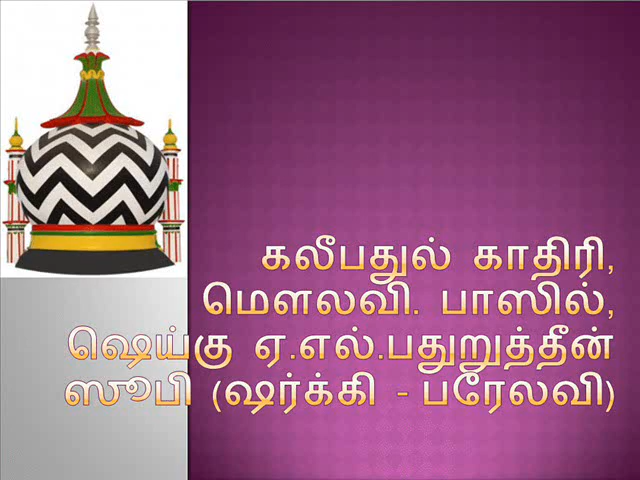 கலீபதுல் காதிரி,
மௌலவி. பாஸில்,
ஷெய்கு ஏ.எல்.பதுறுத்தீன்
ஸூபி (ஷர்க்கி - பரேலவி)